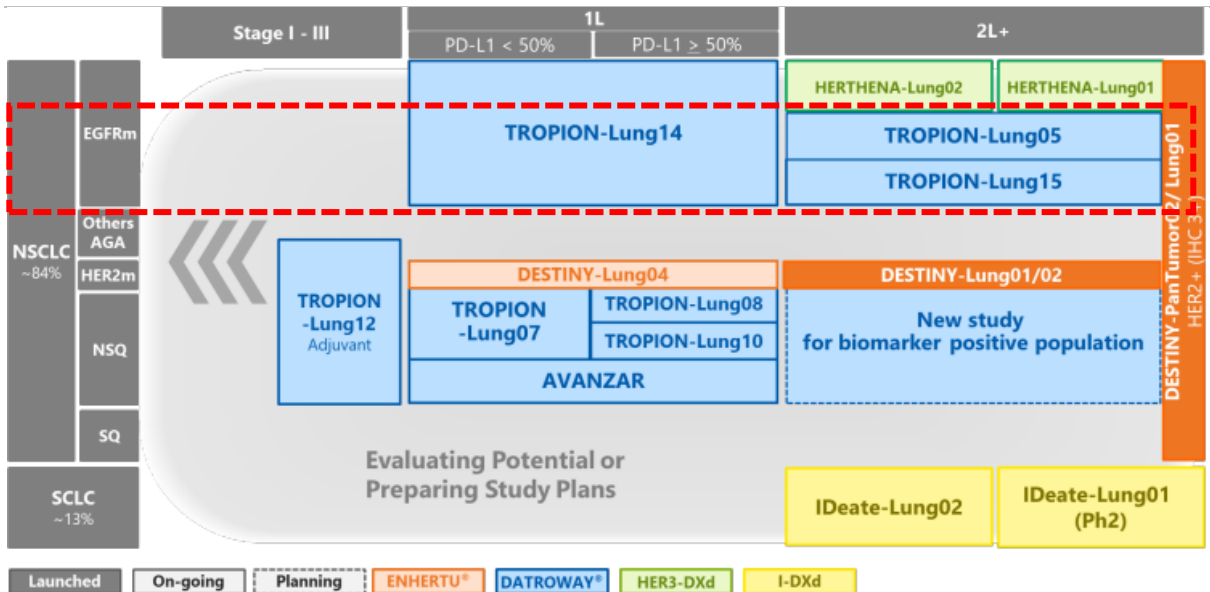 Stage I - III
1L
PD-L1 < 50%
PD-L1 ≥ 50%
2L+
NSCLC
~84%
EGFRm
Others
AGA
HER2m
NSQ
SQ
SCLC
~13%
TROPION-Lung14
HERTHENA-Lung02
HERTHENA-Lung01
TROPION-Lung05
TROPION-Lung15
DESTINY-PanTumor02/ Lung01
HER2+ (IHC 3+)
TROPION
-Lung12
Adjuvant
DESTINY-Lung04
TROPION
-Lung07
TROPION-Lung08
TROPION-Lung10
AVANZAR
DESTINY-Lung01/02
New study
for biomarker positive population
Evaluating Potential or
Preparing Study Plans
IDeate-Lung02
IDeate-Lung01
(Ph2)
Launched
On-going
Planning
ENHERTU®
DATROWAY®
HER3-DXd
I-DXd